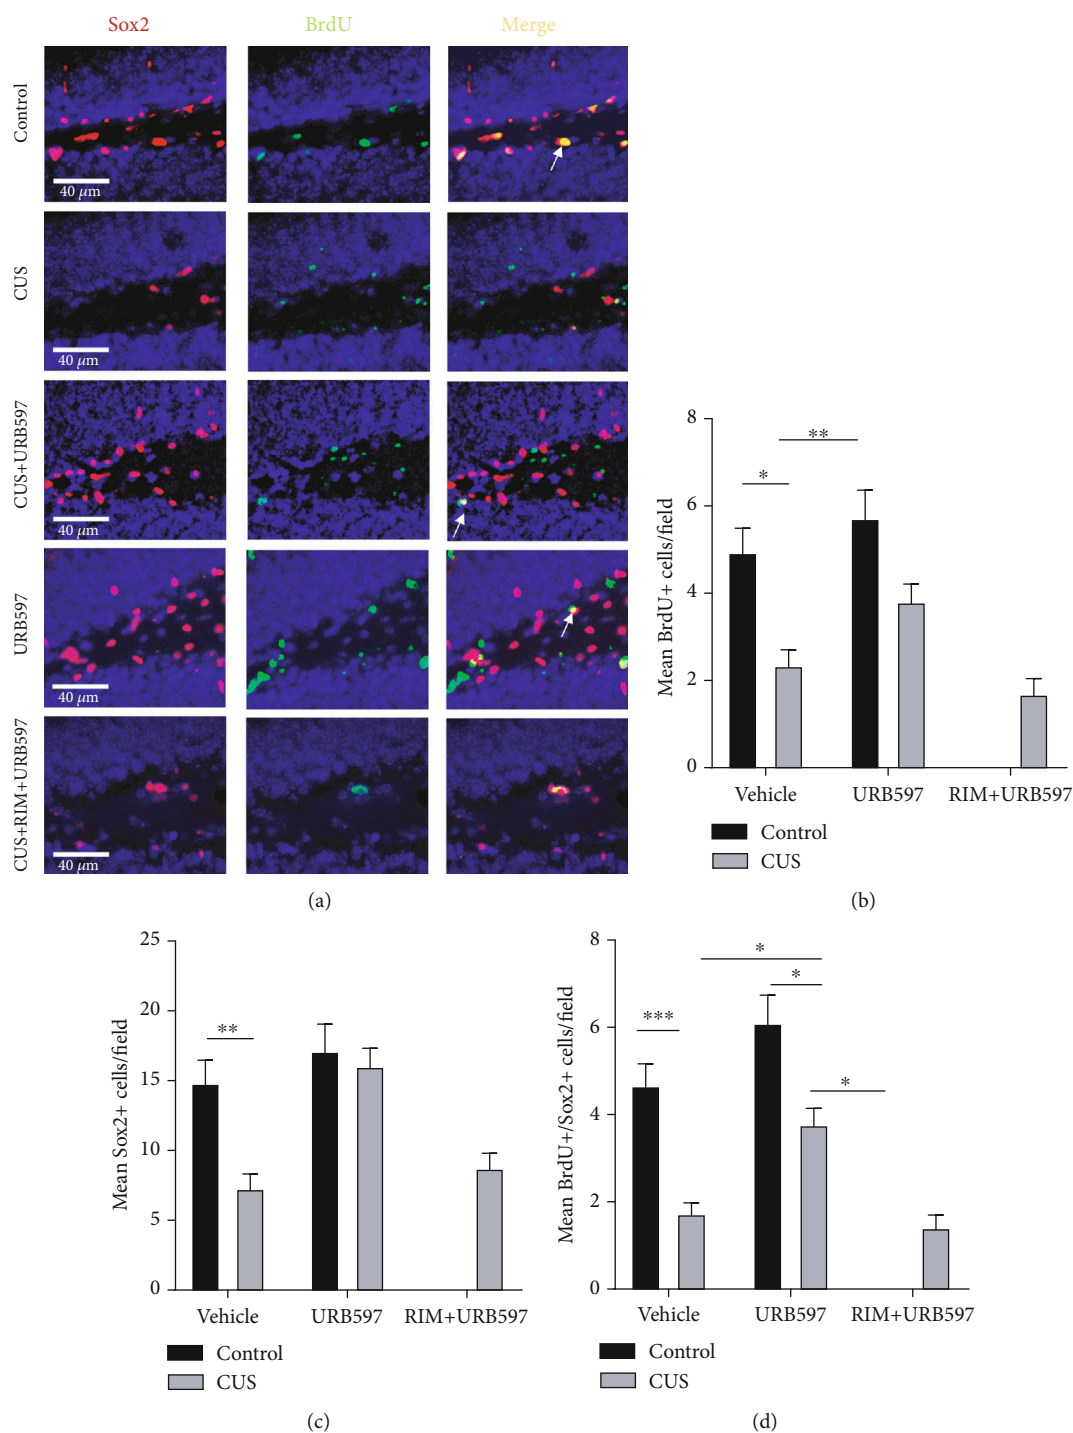 Sox2
BrdU
Merge
Control
40 µm
CUS
40 µm
CUS+URB597
40 µm
URB597
40 µm
CUS+RIM+URB597
40 µm
(a)
Mean BrdU+ cells/field
8
6
4
2
0
*
**
Vehicle
URB597
RIM+URB597
Control
CUS
(b)
Mean Sox2+ cells/field
25
20
15
10
5
0
**
Vehicle
URB597
RIM+URB597
Control
CUS
(c)
Mean BrdU+/Sox2+ cells/field
8
6
4
2
0
***
*
*
*
Vehicle
URB597
RIM+URB597
Control
CUS
(d)